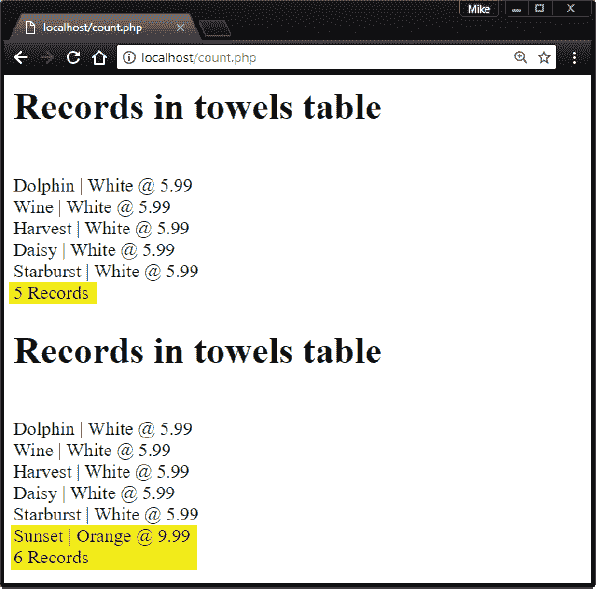 Mike
localhost/count.php
localhost/count.php
Records in towels table
Dolphin | White @ 5.99
Wine | White @ 5.99
Harvest | White @ 5.99
Daisy | White @ 5.99
Starburst | White @ 5.99
5 Records
Records in towels table
Dolphin | White @ 5.99
Wine | White @ 5.99
Harvest | White @ 5.99
Daisy | White @ 5.99
Starburst | White @ 5.99
Sunset | Orange @ 9.99
6 Records